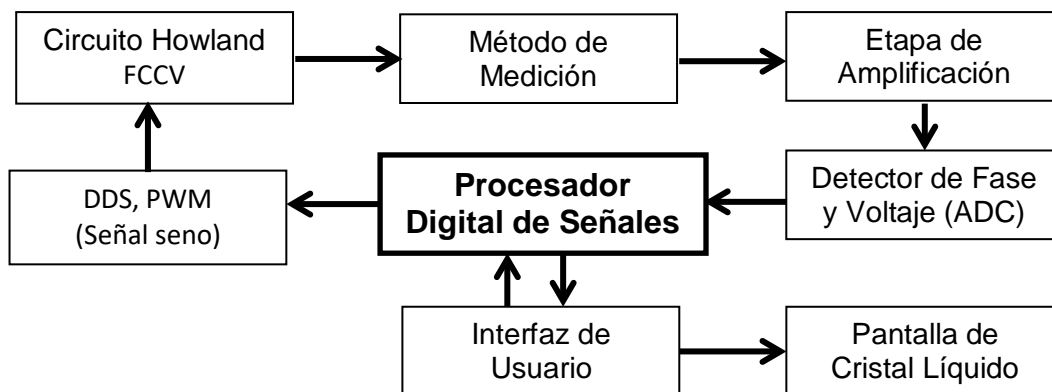 Circuito Howland
FCCV
Método de
Medición
Etapa de
Amplificación
DDS, PWM
(Señal seno)
Procesador
Digital de Señales
Detector de Fase
y Voltaje (ADC)
Interfaz de
Usuario
Pantalla de
Cristal Líquido